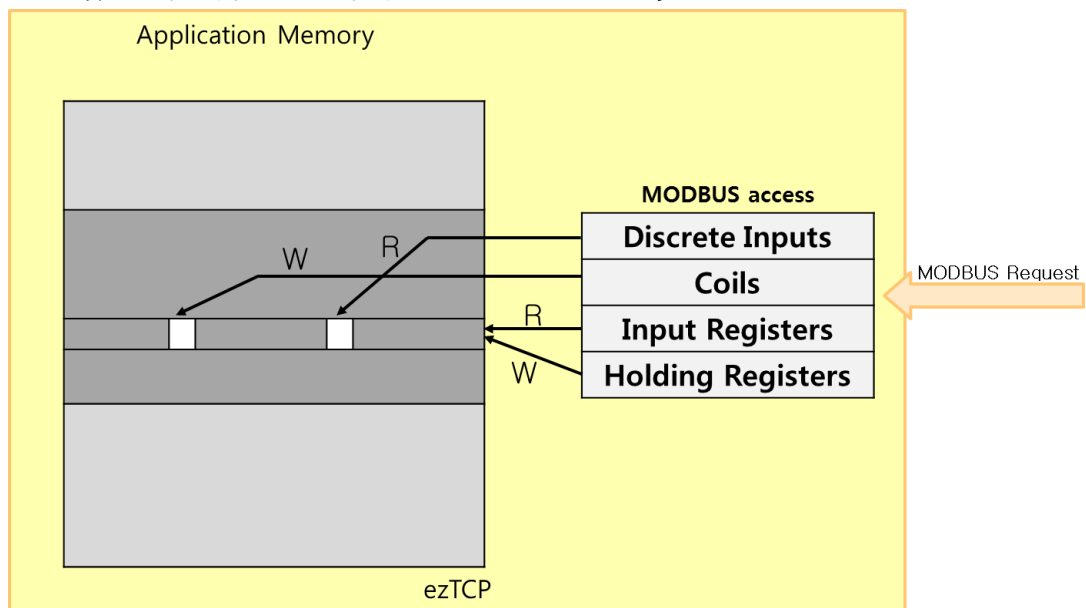 Application Memory
MODBUS access
Discrete Inputs
R
W
Coils
MODBUS Request
R
Input Registers
W
Holding Registers
ezTCP